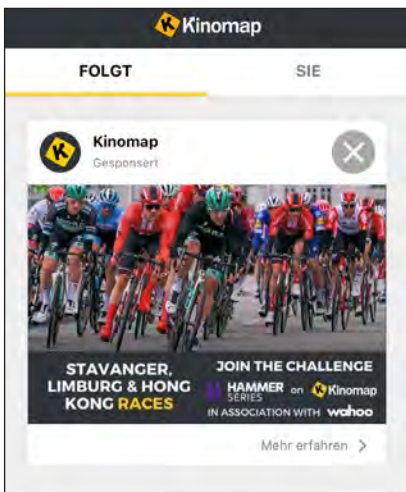 Kinomap
FOLGT SIE
Kinomap
Gesponsert
STAVANGER,
LIMBURG & HONG
KONG RACES
JOIN THE CHALLENGE
HAMMER SERIES on Kinomap
IN ASSOCIATION WITH wahoo
Mehr erfahren